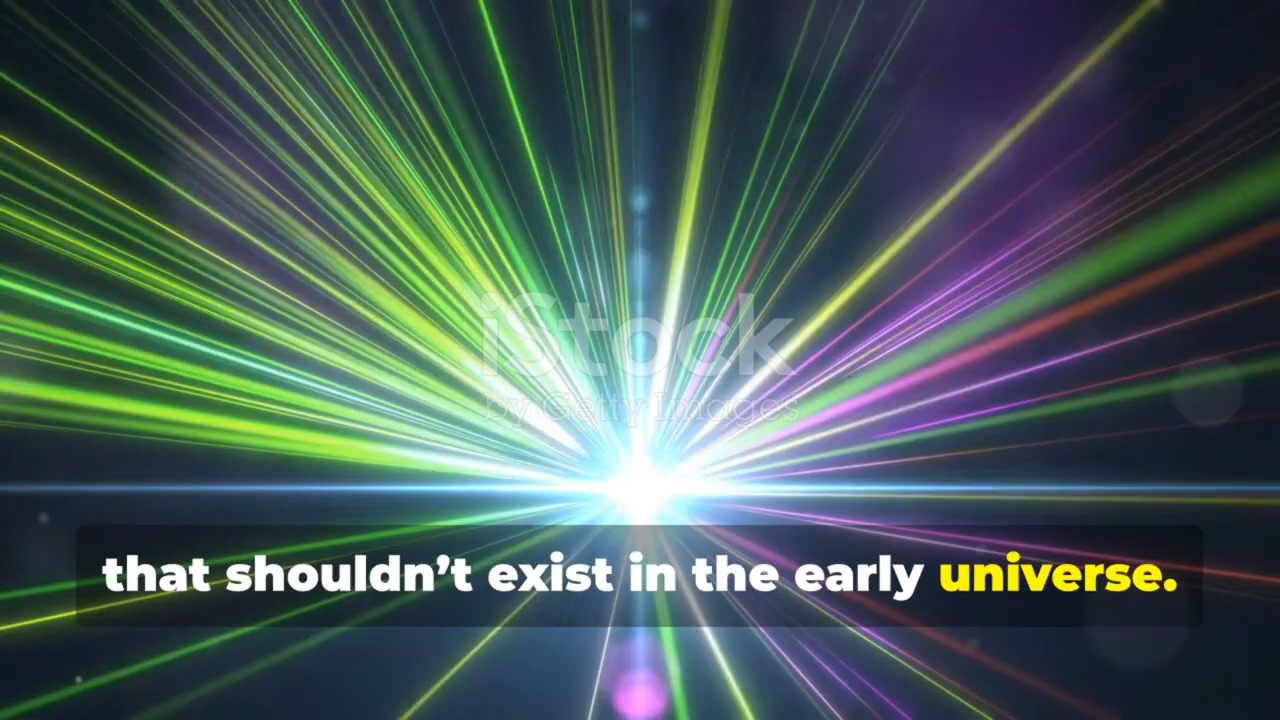 iStock
by Getty Images
that shouldn’t exist in the early universe.